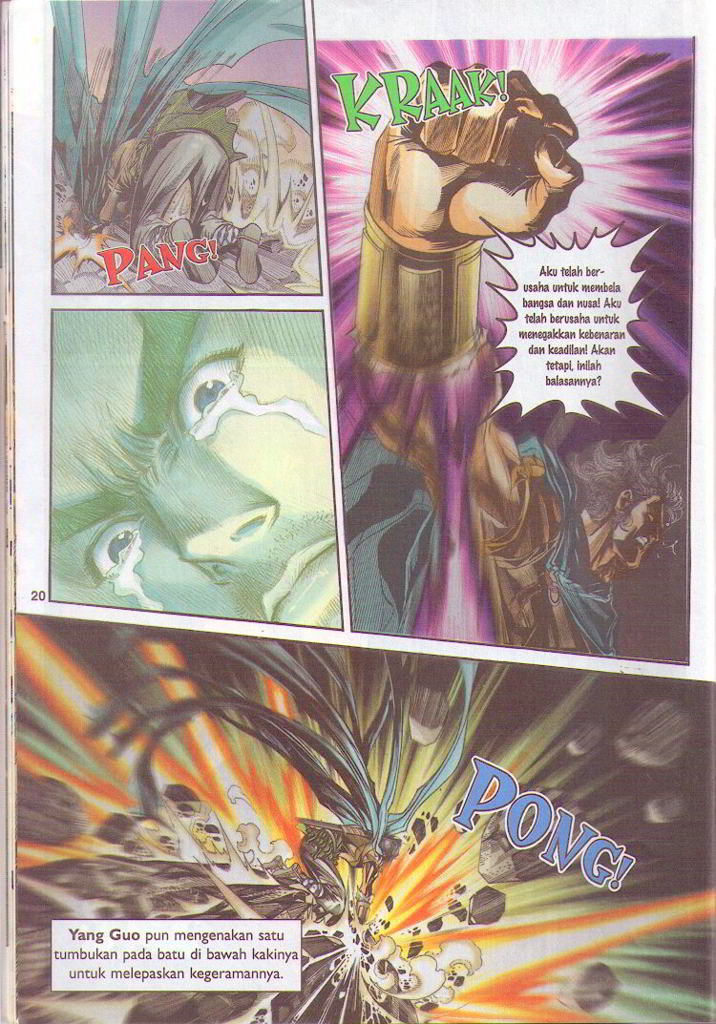 PANG!
KRAAK!
Aku telah ber-
usaha untuk membela
bangsa dan nusa! Aku
telah berusaha untuk
menegakkan kebenaran
dan keadilan! Akan
tetapi, inilah
balasannya?
20
PONG!
Yang Guo pun mengenakan satu
tumbukan pada batu di bawah kakinya
untuk melepaskan kegeramannya.